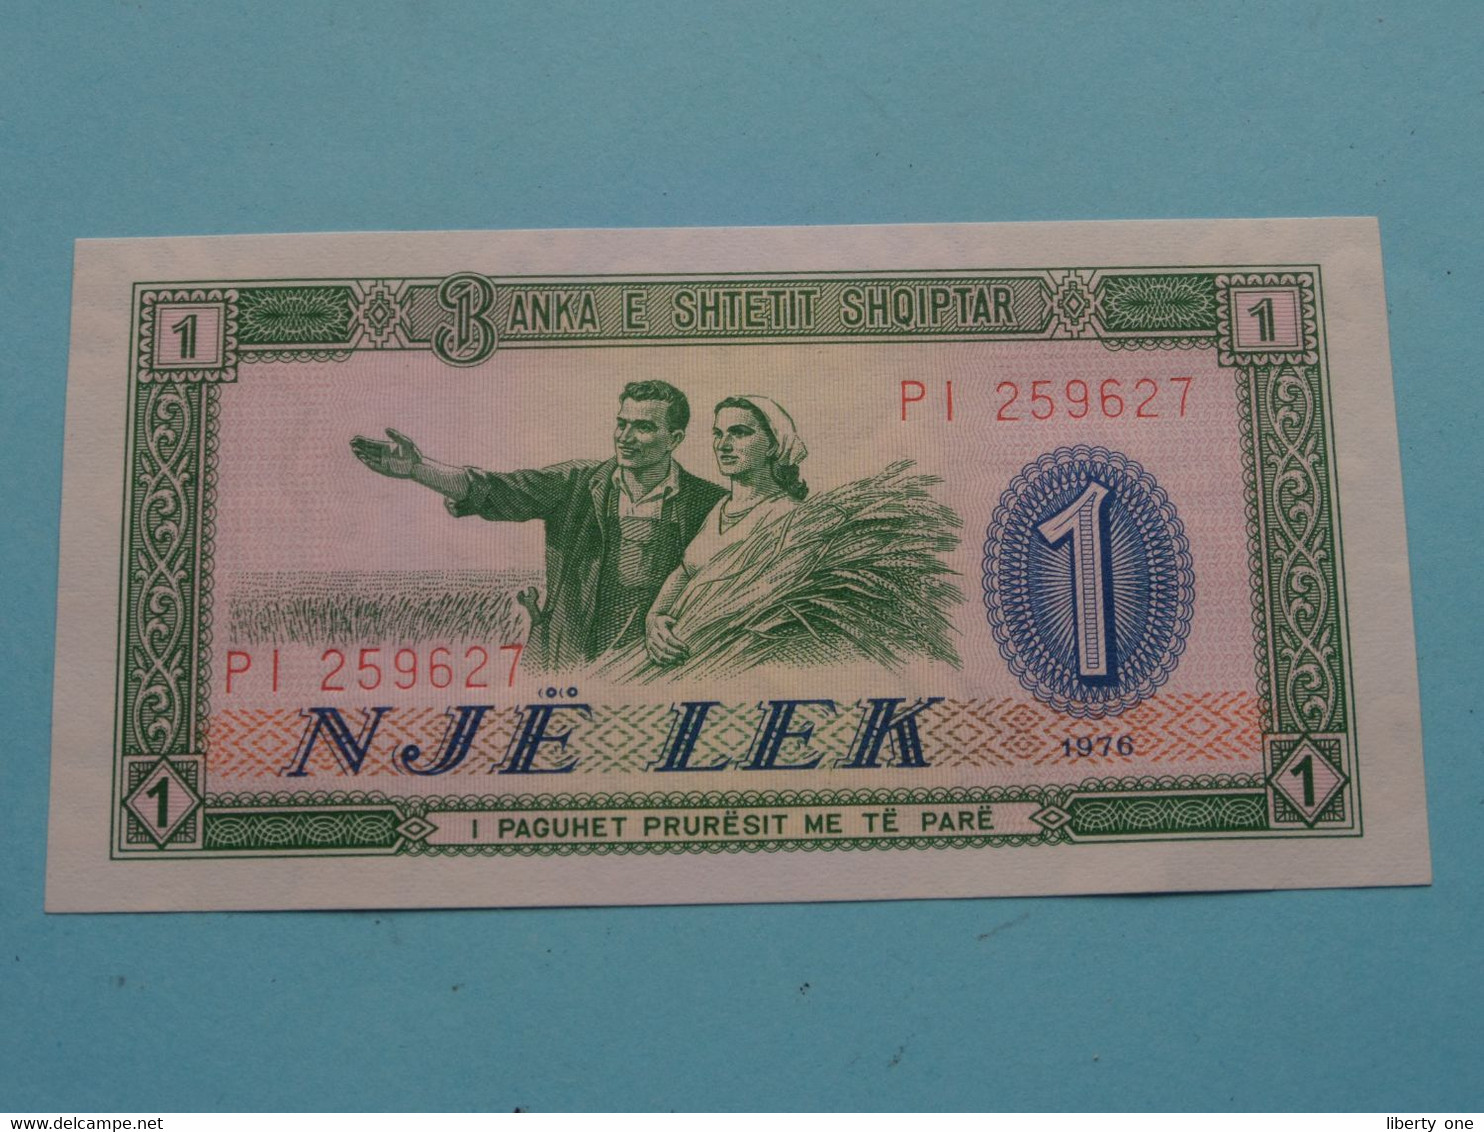 1 BANKA E SHTETIT SHQIPTAR 1
PI 259627
1
PI 259627
NJË LEK
1976
1 I PAGUHET PRURËSIT ME TË PARË 1
www.delcampe.net
liberty one